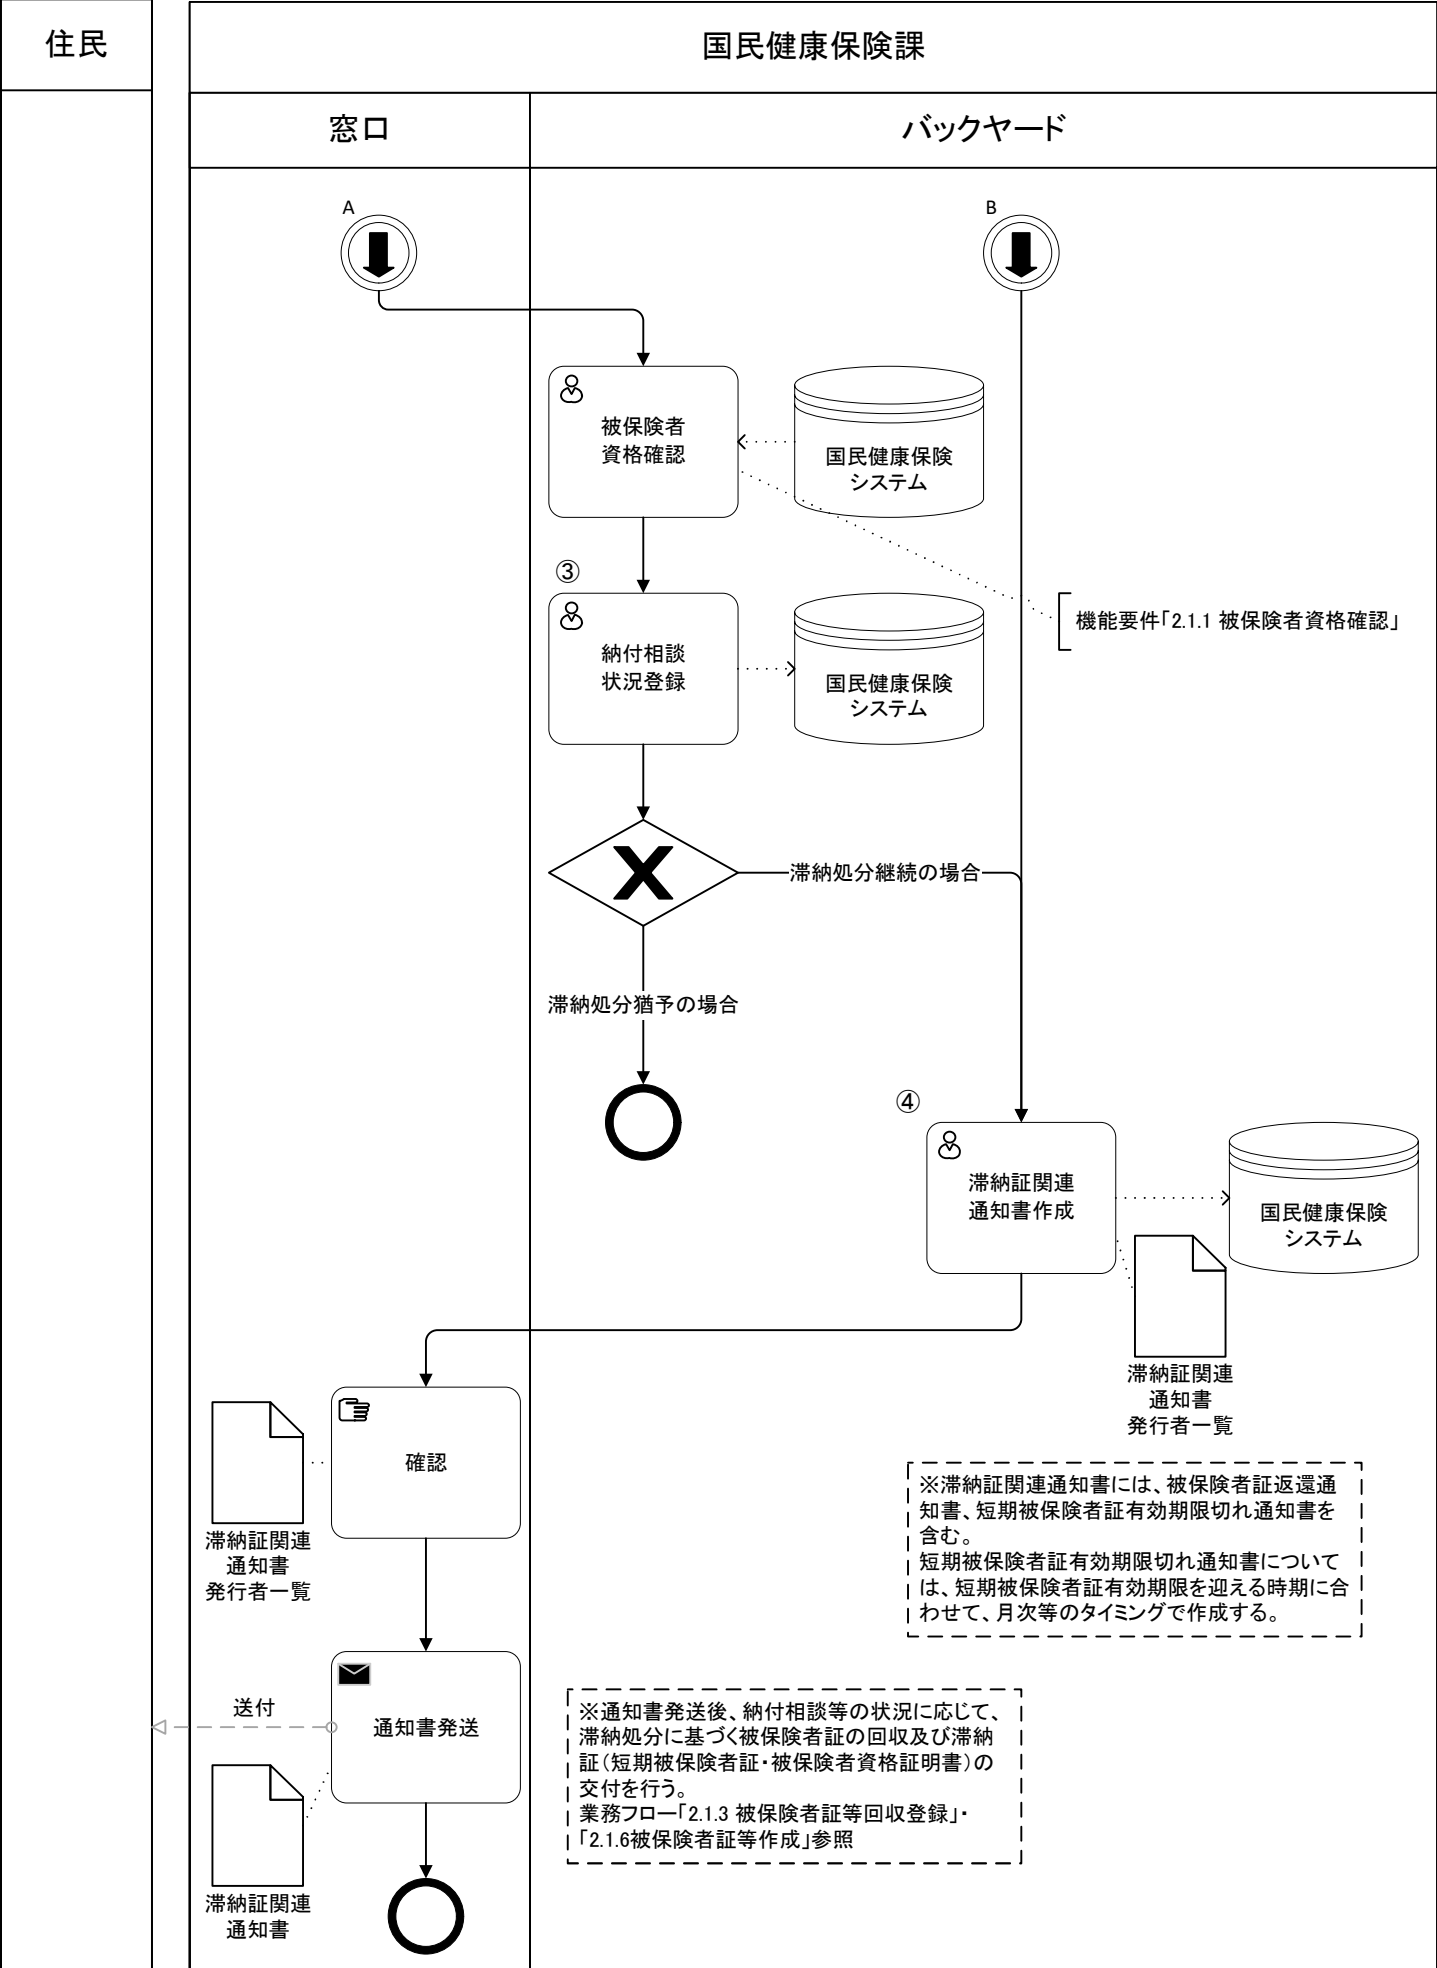 住民
国民健康保険課
窓口
バックヤード
A
B
被保険者
資格確認
国民健康保険
システム
③
機能要件「2.1.1 被保険者資格確認」
納付相談
状況登録
国民健康保険
システム
滞納処分継続の場合
滞納処分猶予の場合
④
滞納証関連
通知書作成
国民健康保険
システム
滞納証関連
通知書
発行者一覧
確認
滞納証関連
通知書
発行者一覧
※滞納証関連通知書には、被保険者証返還通
知書、短期被保険者証有効期限切れ通知書を
含む。
短期被保険者証有効期限切れ通知書について
は、短期被保険者証有効期限を迎える時期に合
わせて、月次等のタイミングで作成する。
送付
通知書発送
滞納証関連
通知書
※通知書発送後、納付相談等の状況に応じて、
滞納処分に基づく被保険者証の回収及び滞納
証（短期被保険者証・被保険者資格証明書）の
交付を行う。
業務フロー「2.1.3 被保険者証等回収登録」・
「2.1.6被保険者証等作成」参照